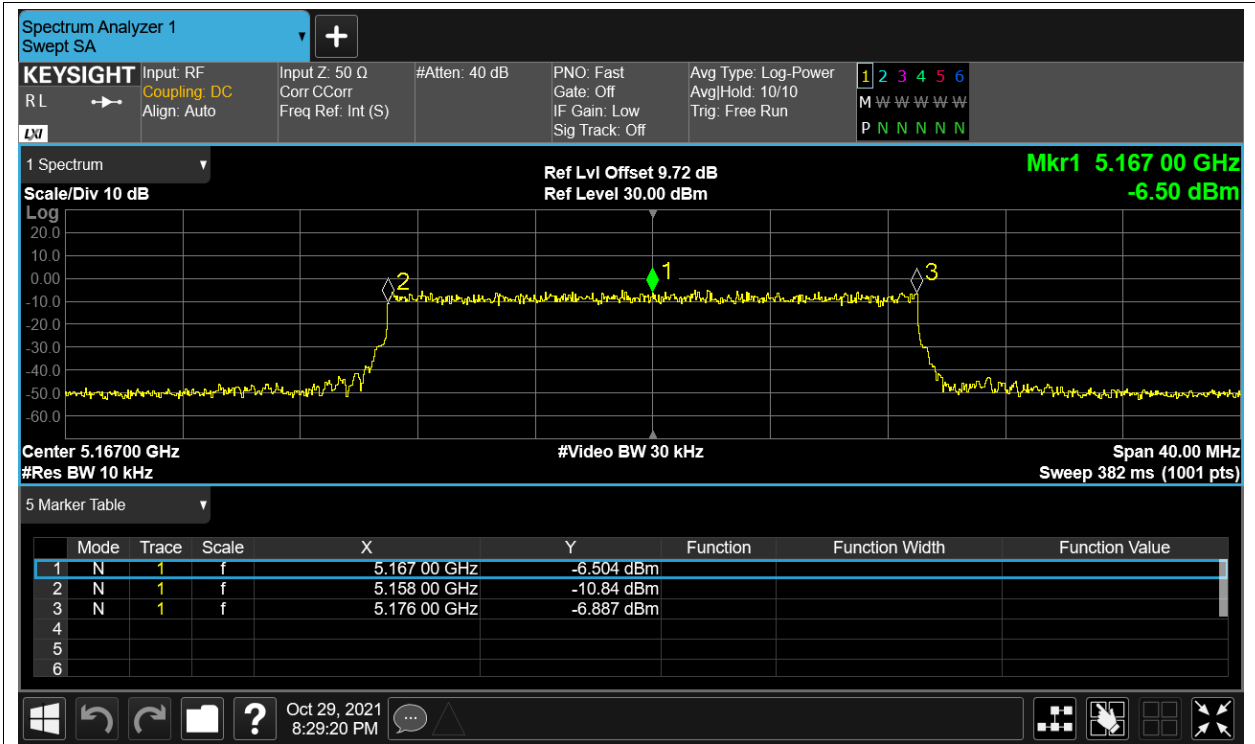 Spectrum Analyzer 1
Swept SA
+
KEYSIGHT
RL
LXI
Input: RF
Coupling: DC
Align: Auto
Input Z: 50 Ω
Corr CCorr
Freq Ref: Int (S)
#Atten: 40 dB
PNO: Fast
Gate: Off
IF Gain: Low
Sig Track: Off
Avg Type: Log-Power
Avg|Hold: 10/10
Trig: Free Run
1 2 3 4 5 6
M W W W W W
P N N N N N
1 Spectrum
Scale/Div 10 dB
Ref Lvl Offset 9.72 dB
Ref Level 30.00 dBm
Mkr1 5.167 00 GHz
-6.50 dBm
Log
20.0
10.0
0.00
-10.0
-20.0
-30.0
-40.0
-50.0
-60.0
2
1
3
Center 5.16700 GHz
#Video BW 30 kHz
Span 40.00 MHz
#Res BW 10 kHz
Sweep 382 ms (1001 pts)
5 Marker Table
Mode Trace Scale X Y Function Function Width Function Value
1 N 1 f 5.167 00 GHz -6.504 dBm
2 N 1 f 5.158 00 GHz -10.84 dBm
3 N 1 f 5.176 00 GHz -6.887 dBm
4
5
6
?
Oct 29, 2021
8:29:20 PM